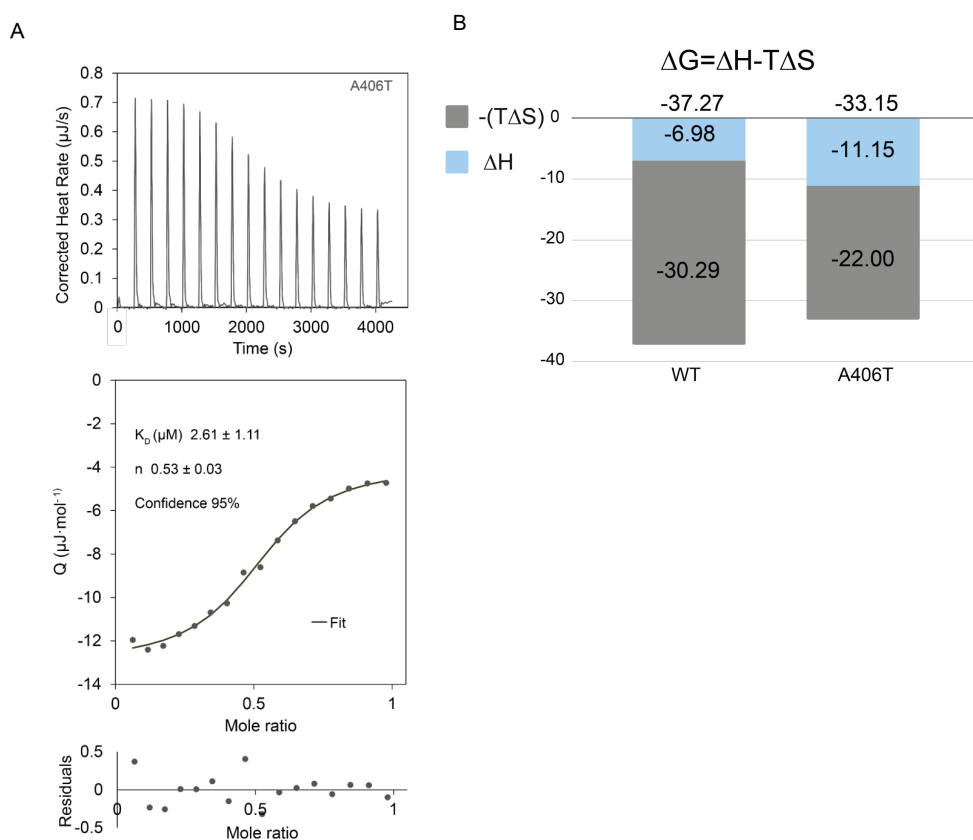 A
A406T
Corrected Heat Rate (µJ/s)
0.8
0.7
0.6
0.5
0.4
0.3
0.2
0.1
0
0 1000 2000 3000 4000
Time (s)
Q (µJ·mol⁻¹)
0
-2
-4
-6
-8
-10
-12
-14
K_D (µM) 2.61 ± 1.11
n 0.53 ± 0.03
Confidence 95%
Fit
0 0.5 1
Mole ratio
Residuals
0.5
0
-0.5
0 0.5 1
Mole ratio
B
ΔG=ΔH-TΔS
-(TΔS)
ΔH
-37.27 -33.15
0
-10
-20
-30
-40
-6.98 -11.15
-30.29 -22.00
WT A406T